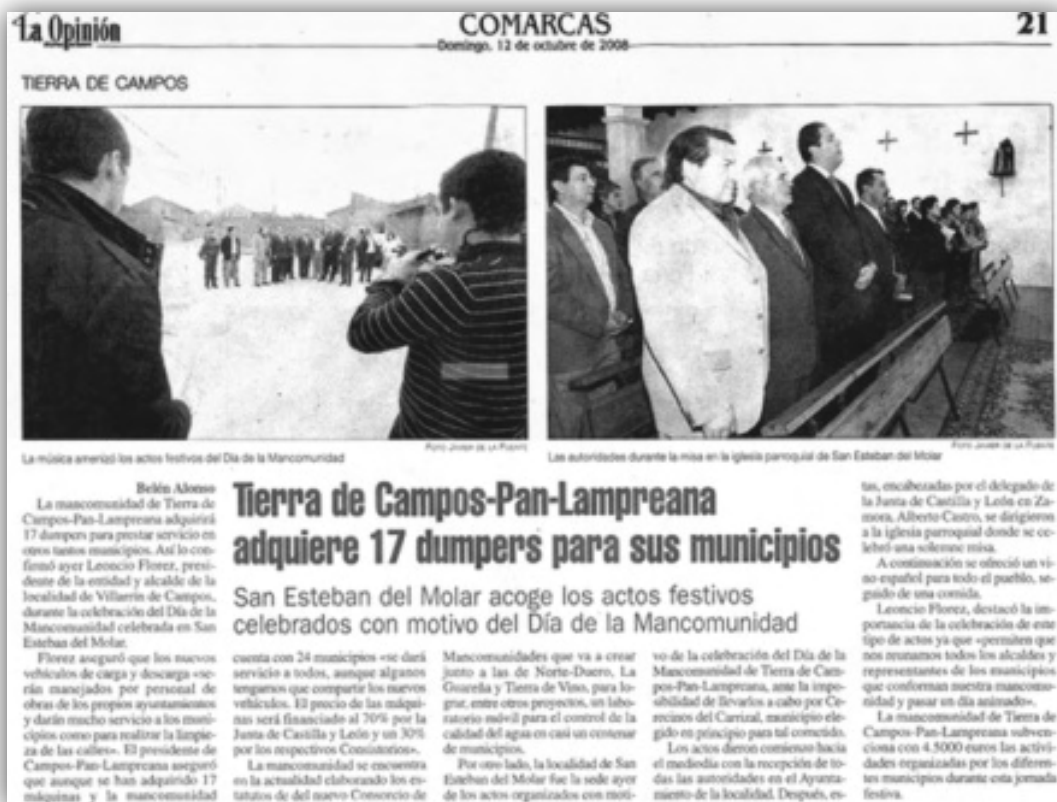 La Opinión
COMARCAS
Domingo, 12 de octubre de 2008
21
TIERRA DE CAMPOS
FOTO JAVIER DE LA FUENTE
La música amenizó los actos festivos del Día de la Mancomunidad
FOTO JAVIER DE LA FUENTE
Las autoridades durante la misa en la iglesia parroquial de San Esteban del Molar
Tierra de Campos-Pan-Lampreana
adquiere 17 dumpers para sus municipios
San Esteban del Molar acoge los actos festivos
celebrados con motivo del Día de la Mancomunidad
Belén Alonso
La mancomunidad de Tierra de
Campos-Pan-Lampreana adquirirá
17 dumpers para prestar servicio en
otros tantos municipios. Así lo con-
firmó ayer Leoncio Florez, presi-
dente de la entidad y alcalde de la
localidad de Villarrín de Campos,
durante la celebración del Día de la
Mancomunidad celebrada en San
Esteban del Molar.
Florez aseguró que los nuevos
vehículos de carga y descarga «se-
rán manejados por personal de
obras de los propios ayuntamientos
y darán mucho servicio a los muni-
cipios como para realizar la limpie-
za de las calles». El presidente de
Campos-Pan-Lampreana aseguró
que aunque se han adquirido 17
máquinas y la mancomunidad
cuenta con 24 municipios «se dará
servicio a todos, aunque algunos
tengamos que compartir los nuevos
vehículos. El precio de las máqui-
nas será financiado al 70% por la
Junta de Castilla y León y un 30%
por los respectivos Consistorios».
La mancomunidad se encuentra
en la actualidad elaborando los es-
tatutos de del nuevo Consorcio de
Mancomunidades que va a crear
junto a las de Norte-Duero, La
Guareña y Tierra de Vino, para lo-
grar, entre otros proyectos, un labo-
ratorio móvil para el control de la
calidad del agua en casi un centenar
de municipios.
Por otro lado, la localidad de San
Esteban del Molar fue la sede ayer
de los actos organizados con moti-
vo de la celebración del Día de la
Mancomunidad de Tierra de Cam-
pos-Pan-Lampreana, ante la impo-
sibilidad de llevarlos a cabo por Ce-
recinos del Carrizal, municipio ele-
gido en principio para tal cometido.
Los actos dieron comienzo hacia
el mediodía con la recepción de to-
das las autoridades en el Ayunta-
miento de la localidad. Después, es-
tas, encabezadas por el delegado de
la Junta de Castilla y León en Za-
mora, Alberto Castro, se dirigieron
a la iglesia parroquial donde se ce-
lebró una solemne misa.
A continuación se ofreció un vi-
no español para todo el pueblo, se-
guido de una comida.
Leoncio Florez, destacó la im-
portancia de la celebración de este
tipo de actos ya que «permiten que
nos reunamos todos los alcaldes y
representantes de los municipios
que conforman nuestra mancomu-
nidad y pasar un día animado».
La mancomunidad de Tierra de
Campos-Pan-Lampreana subven-
ciona con 4.5000 euros las activi-
dades organizadas por los diferen-
tes municipios durante esta jornada
festiva.